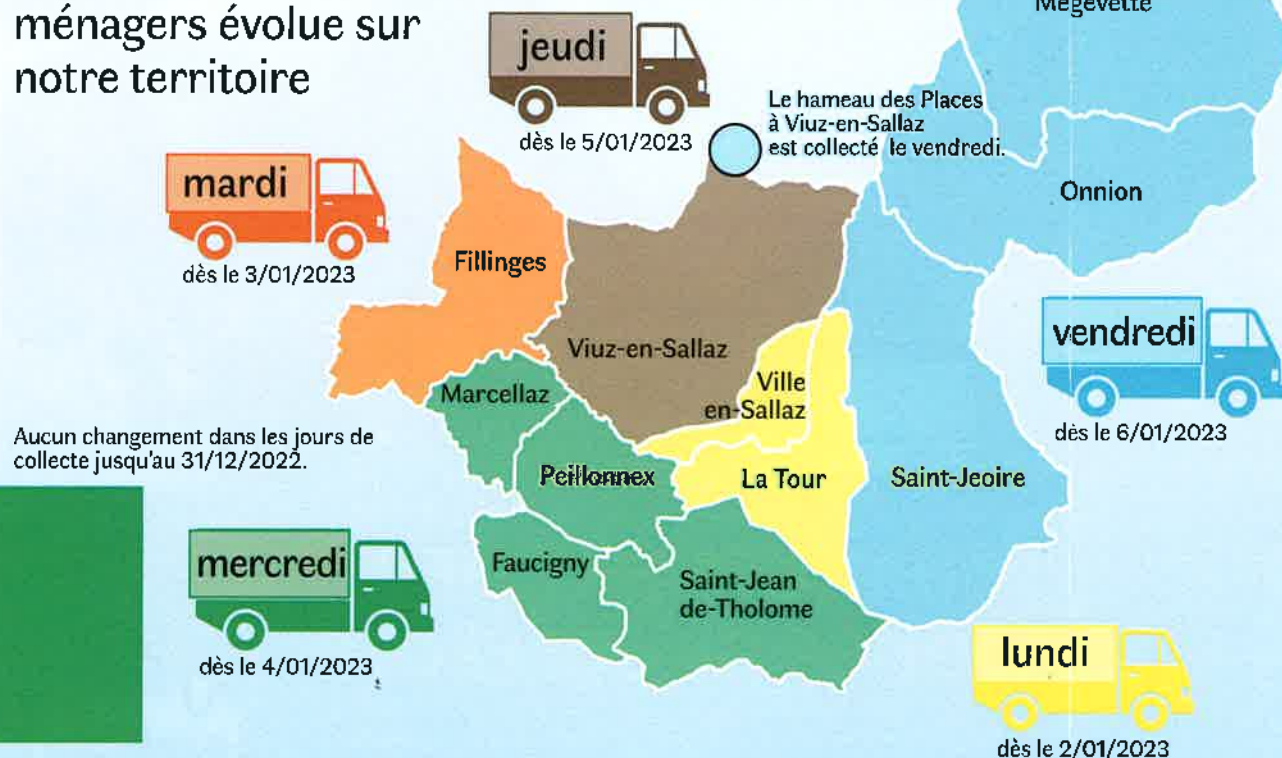 ménagers évolue sur
notre territoire
jeudi
dès le 5/01/2023
Mégevette
Le hameau des Places
à Viuz-en-Sallaz
est collecté le vendredi.
Onnion
mardi
dès le 3/01/2023
Fillinges
vendredi
dès le 6/01/2023
Viuz-en-Sallaz
Ville
en-Sallaz
Marcellaz
Aucun changement dans les jours de
collecte jusqu'au 31/12/2022.
Peillonnex
La Tour
Saint-Jeoire
mercredi
dès le 4/01/2023
Faucigny
Saint-Jean
de-Tholome
lundi
dès le 2/01/2023